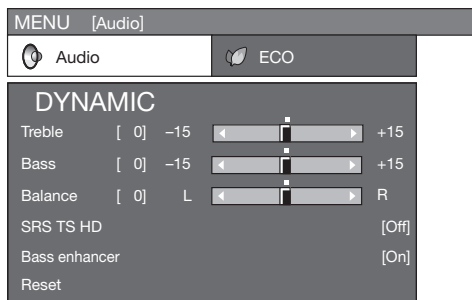 MENU [Audio]
Audio ECO
DYNAMIC
Treble [ 0] –15 +15
Bass [ 0] –15 +15
Balance [ 0] L R
SRS TS HD [Off]
Bass enhancer [On]
Reset